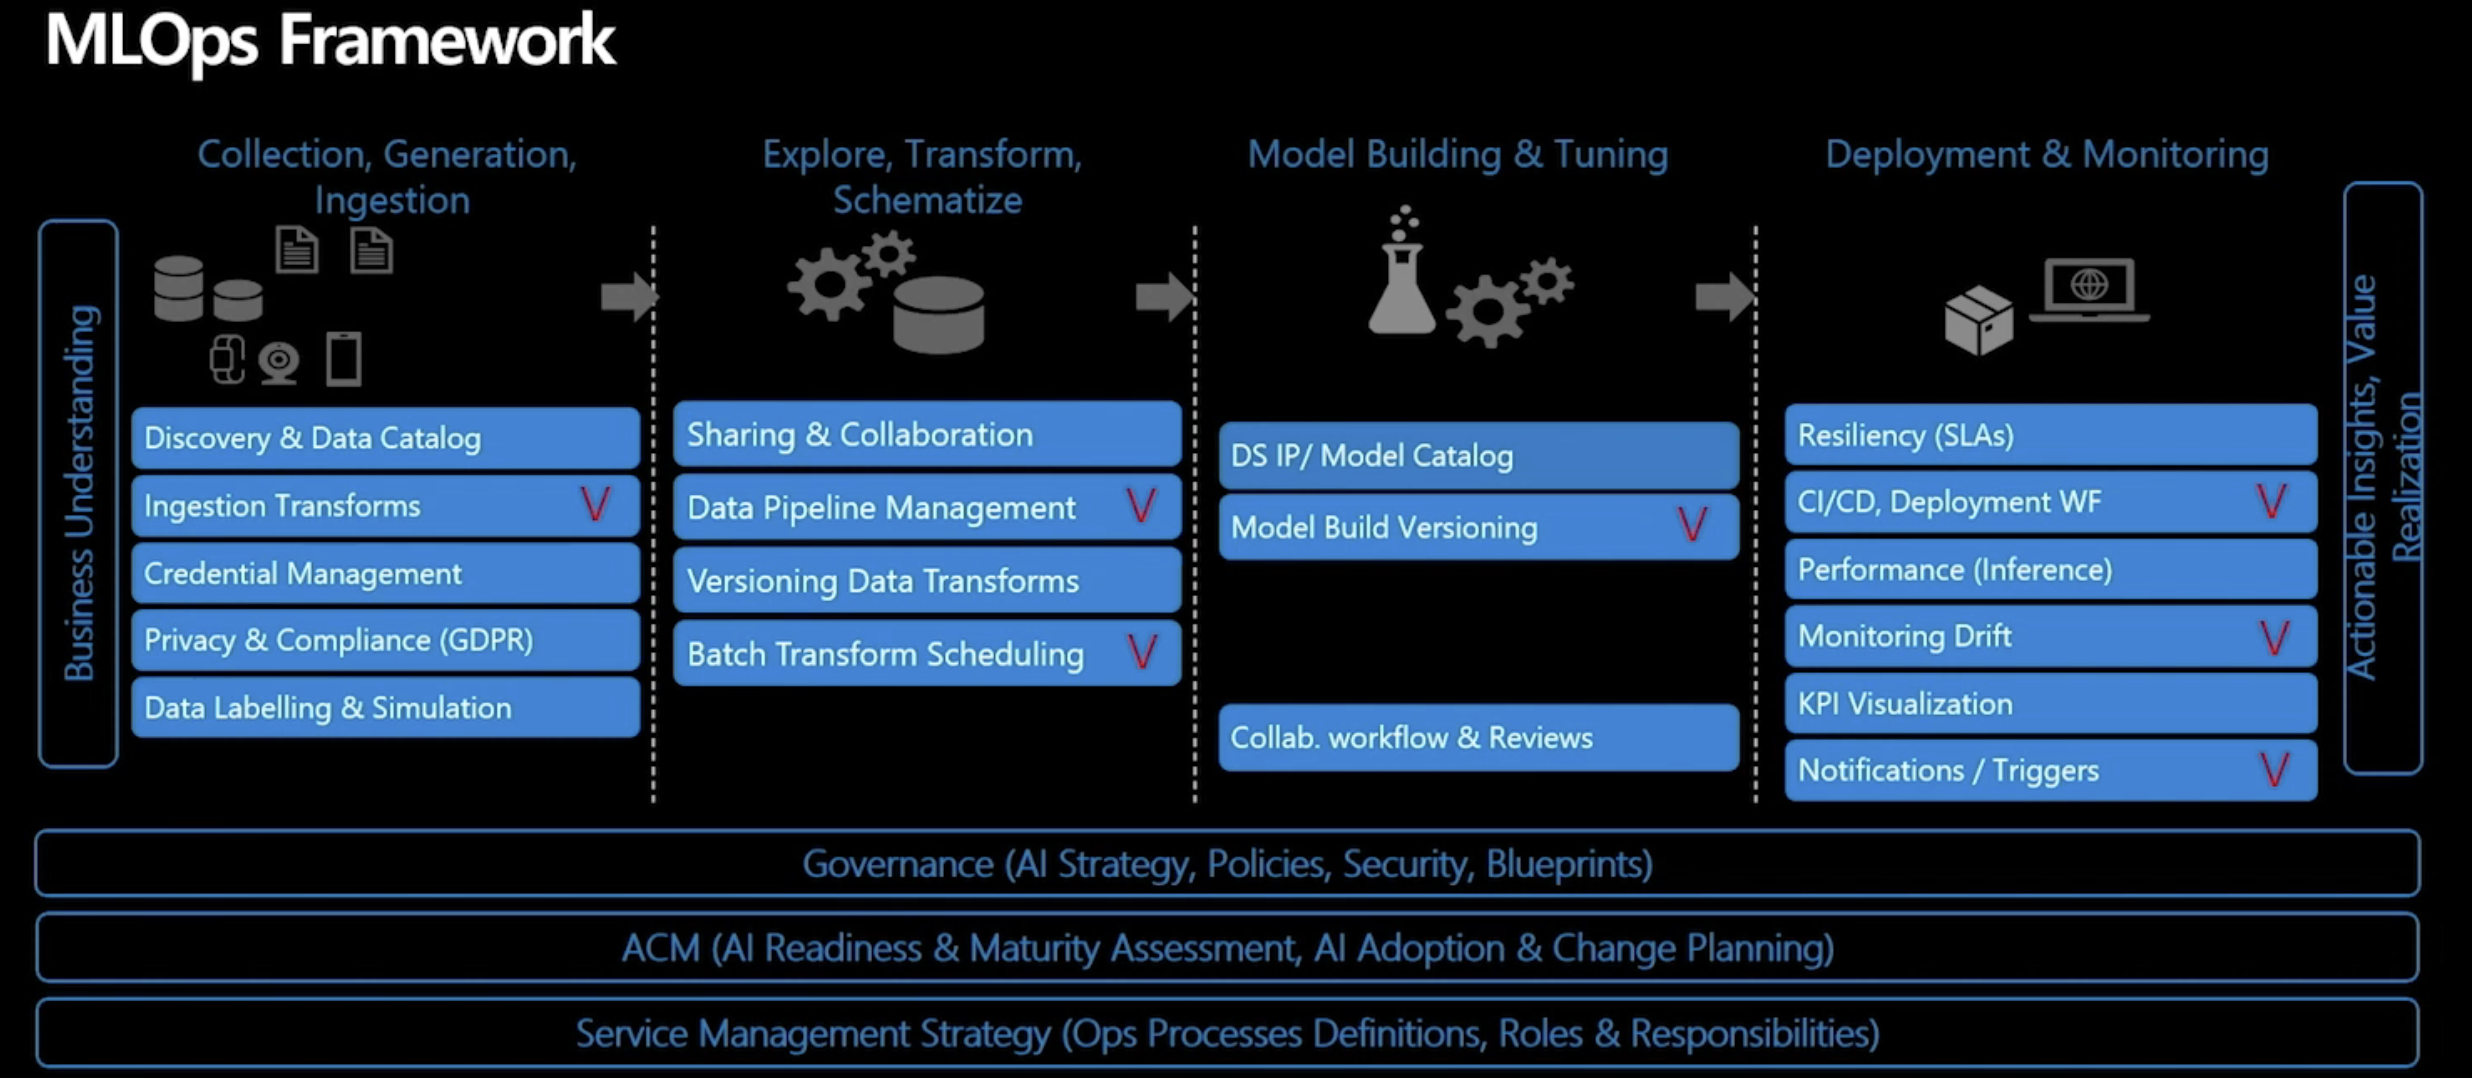 MLOps Framework
Collection, Generation,
Ingestion
Explore, Transform,
Schematize
Model Building & Tuning
Deployment & Monitoring
Business Understanding
Discovery & Data Catalog
Ingestion Transforms V
Credential Management
Privacy & Compliance (GDPR)
Data Labelling & Simulation
Sharing & Collaboration
Data Pipeline Management V
Versioning Data Transforms
Batch Transform Scheduling V
DS IP/ Model Catalog
Model Build Versioning V
Collab. workflow & Reviews
Resiliency (SLAs)
CI/CD, Deployment WF V
Performance (Inference)
Monitoring Drift V
KPI Visualization
Notifications / Triggers V
Actionable Insights, Value
Realization
Governance (AI Strategy, Policies, Security, Blueprints)
ACM (AI Readiness & Maturity Assessment, AI Adoption & Change Planning)
Service Management Strategy (Ops Processes Definitions, Roles & Responsibilities)